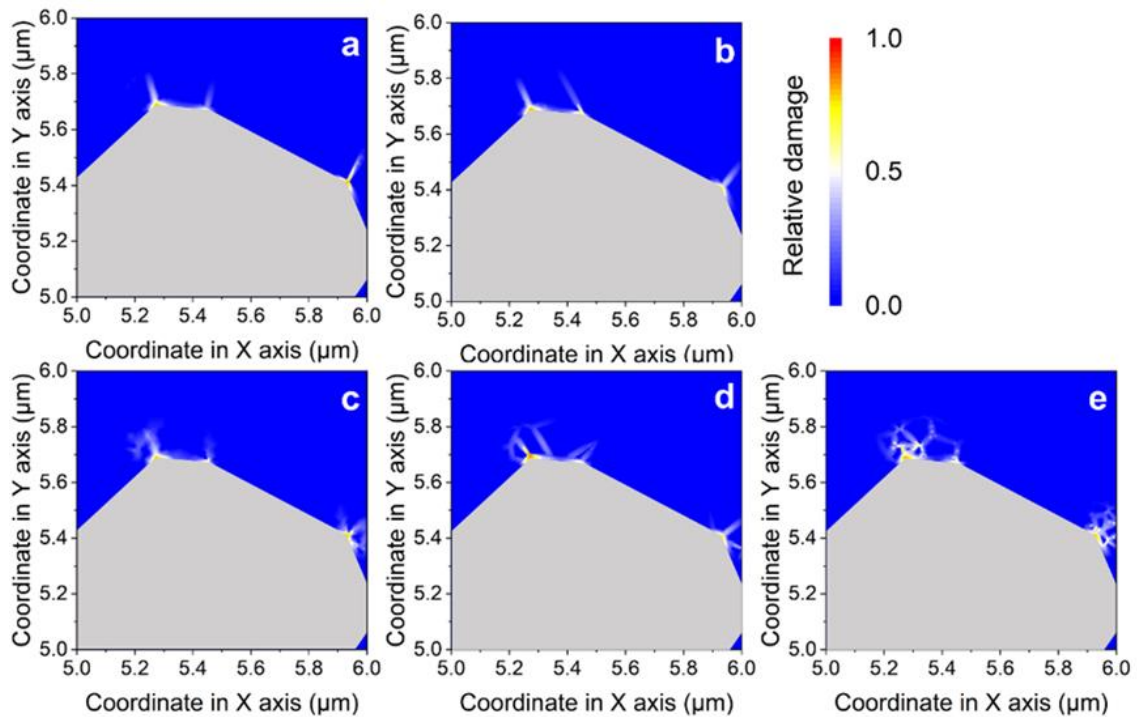 a
6.0
5.8
5.6
5.4
5.2
5.0
Coordinate in Y axis (µm)
5.0 5.2 5.4 5.6 5.8 6.0
Coordinate in X axis (µm)
b
6.0
5.8
5.6
5.4
5.2
5.0
Coordinate in Y axis (µm)
5.0 5.2 5.4 5.6 5.8 6.0
Coordinate in X axis (µm)
Relative damage
1.0
0.5
0.0
c
6.0
5.8
5.6
5.4
5.2
5.0
Coordinate in Y axis (µm)
5.0 5.2 5.4 5.6 5.8 6.0
Coordinate in X axis (µm)
d
6.0
5.8
5.6
5.4
5.2
5.0
Coordinate in Y axis (µm)
5.0 5.2 5.4 5.6 5.8 6.0
Coordinate in X axis (µm)
e
6.0
5.8
5.6
5.4
5.2
5.0
Coordinate in Y axis (µm)
5.0 5.2 5.4 5.6 5.8 6.0
Coordinate in X axis (µm)